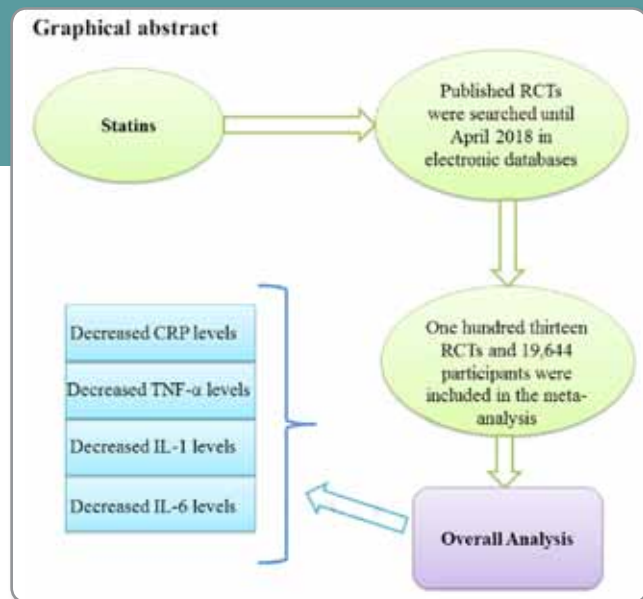 Graphical abstract
Statins
Published RCTs
were searched until
April 2018 in
electronic databases
One hundred thirteen
RCTs and 19,644
participants were
included in the meta-
analysis
Overall Analysis
Decreased CRP levels
Decreased TNF-α levels
Decreased IL-1 levels
Decreased IL-6 levels